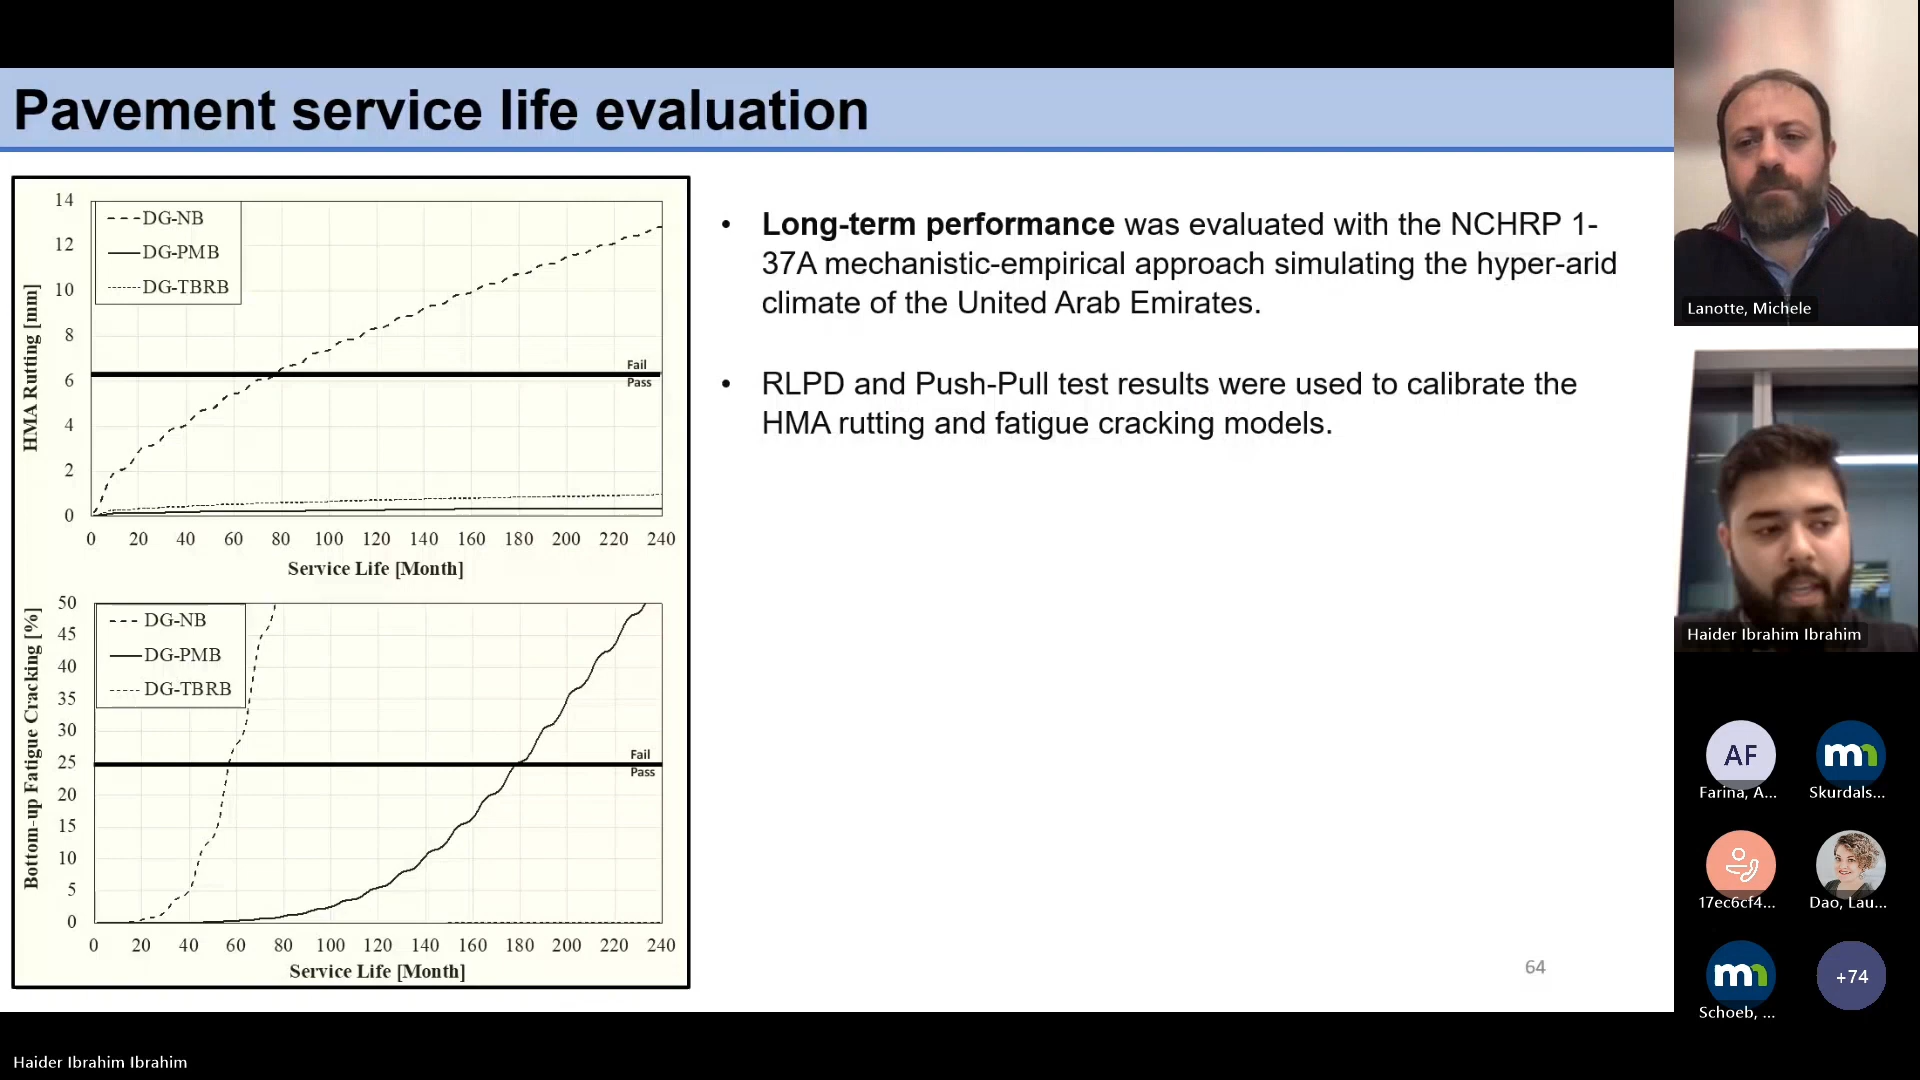 Pavement service life evaluation
14
12
10
8
6
4
2
0
HMA Rutting [mm]
DG-NB
DG-PMB
DG-TBRB
Fail
Pass
0 20 40 60 80 100 120 140 160 180 200 220 240
Service Life [Month]
50
45
40
35
30
25
20
15
10
5
0
Bottom-up Fatigue Cracking [%]
DG-NB
DG-PMB
DG-TBRB
Fail
Pass
0 20 40 60 80 100 120 140 160 180 200 220 240
Service Life [Month]
• Long-term performance was evaluated with the NCHRP 1-
37A mechanistic-empirical approach simulating the hyper-arid
climate of the United Arab Emirates.
• RLPD and Push-Pull test results were used to calibrate the
HMA rutting and fatigue cracking models.
64
Lanotte, Michele
Haider Ibrahim Ibrahim
AF
Farina, A...
mn
Skurdals...
17ec6cf4...
Dao, Lau...
mn
Schoeb, ...
+74
Haider Ibrahim Ibrahim